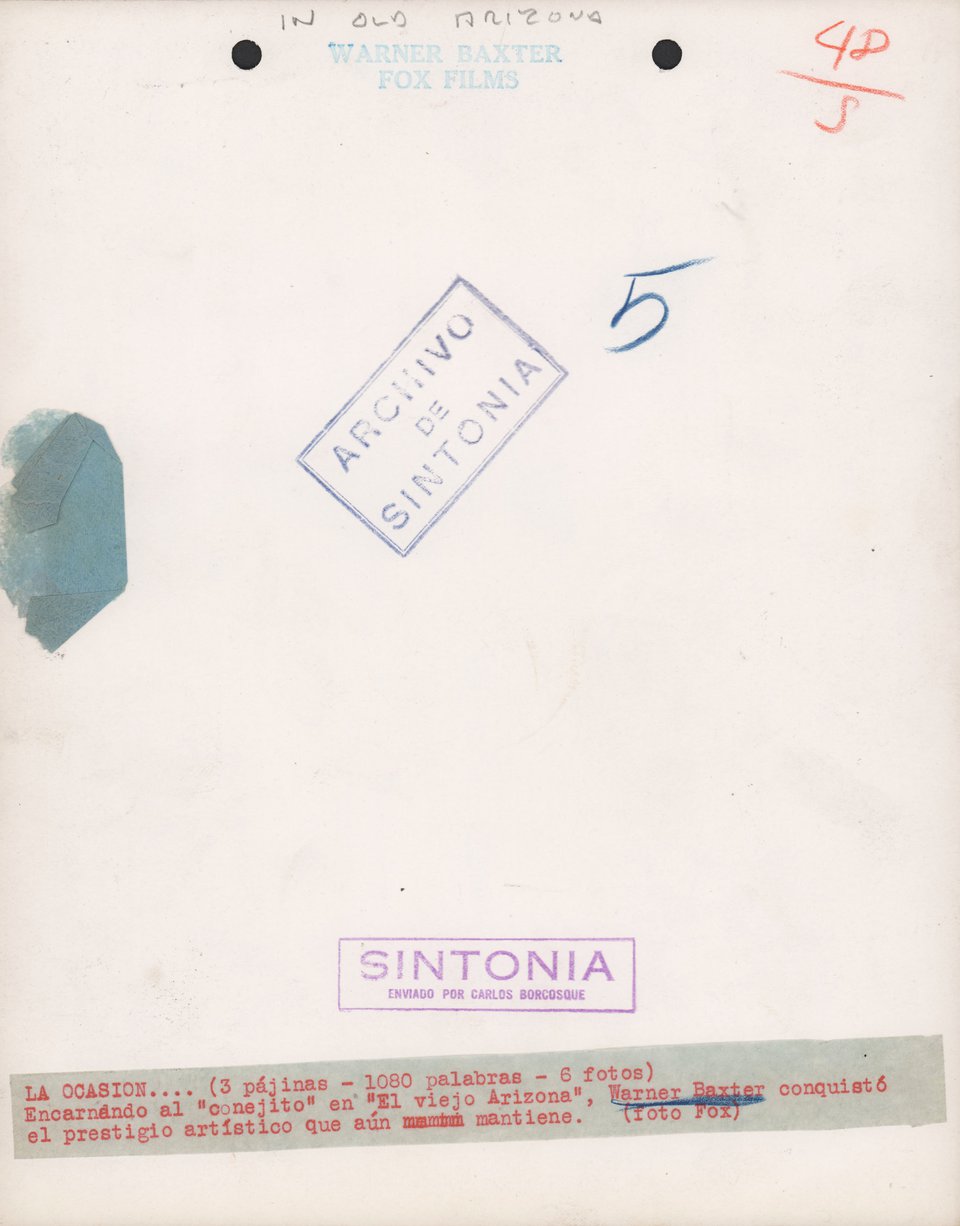 IN OLD ARIZONA
WARNER BAXTER
FOX FILMS
48
5
5
ARCHIVO
DE
SINTONIA
SINTONIA
ENVIADO POR CARLOS BORCOSQUE
LA OCASION.... (3 pájinas - 1080 palabras - 6 fotos)
Encarnándo al "conejito" en "El viejo Arizona", Warner Baxter conquistó
el prestigio artístico que aún mantiene. (foto Fox)